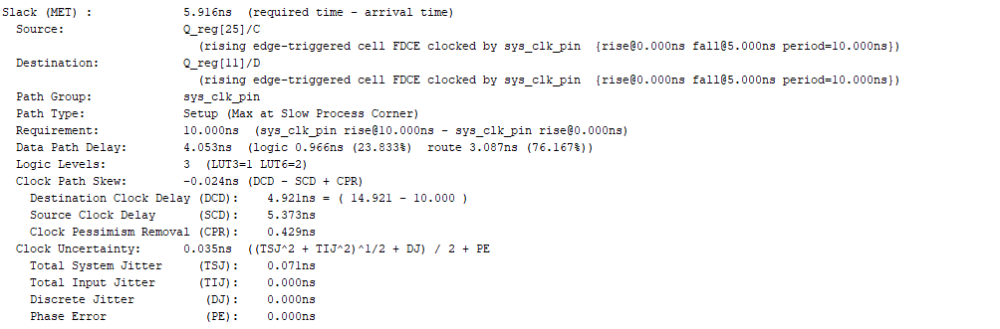 Slack (MET) : 5.916ns (required time - arrival time)
Source: Q_reg[25]/C
(rising edge-triggered cell FDCE clocked by sys_clk_pin {rise@0.000ns fall@5.000ns period=10.000ns})
Destination: Q_reg[11]/D
(rising edge-triggered cell FDCE clocked by sys_clk_pin {rise@0.000ns fall@5.000ns period=10.000ns})
Path Group: sys_clk_pin
Path Type: Setup (Max at Slow Process Corner)
Requirement: 10.000ns (sys_clk_pin rise@10.000ns - sys_clk_pin rise@0.000ns)
Data Path Delay: 4.053ns (logic 0.966ns (23.833%) route 3.087ns (76.167%))
Logic Levels: 3 (LUT3=1 LUT6=2)
Clock Path Skew: -0.024ns (DCD - SCD + CPR)
Destination Clock Delay (DCD): 4.921ns = ( 14.921 - 10.000 )
Source Clock Delay (SCD): 5.373ns
Clock Pessimism Removal (CPR): 0.429ns
Clock Uncertainty: 0.035ns ((TSJ^2 + TIJ^2)^1/2 + DJ) / 2 + PE
Total System Jitter (TSJ): 0.071ns
Total Input Jitter (TIJ): 0.000ns
Discrete Jitter (DJ): 0.000ns
Phase Error (PE): 0.000ns